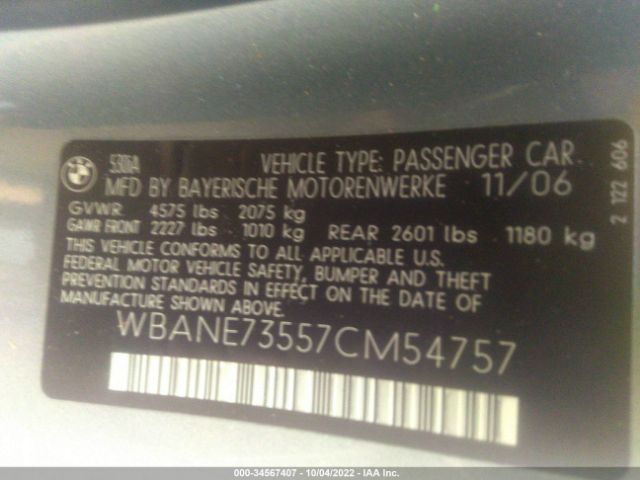 BMW
530iA VEHICLE TYPE: PASSENGER CAR
MFD BY BAYERISCHE MOTORENWERKE 11/06
GVWR 4575 lbs 2075 kg
GAWR FRONT 2227 lbs 1010 kg REAR 2601 lbs 1180 kg
THIS VEHICLE CONFORMS TO ALL APPLICABLE U.S.
FEDERAL MOTOR VEHICLE SAFETY, BUMPER AND THEFT
PREVENTION STANDARDS IN EFFECT ON THE DATE OF
MANUFACTURE SHOWN ABOVE.
WBANE73557CM54757
2 122 606
000-34567407 - 10/04/2022 - IAA Inc.